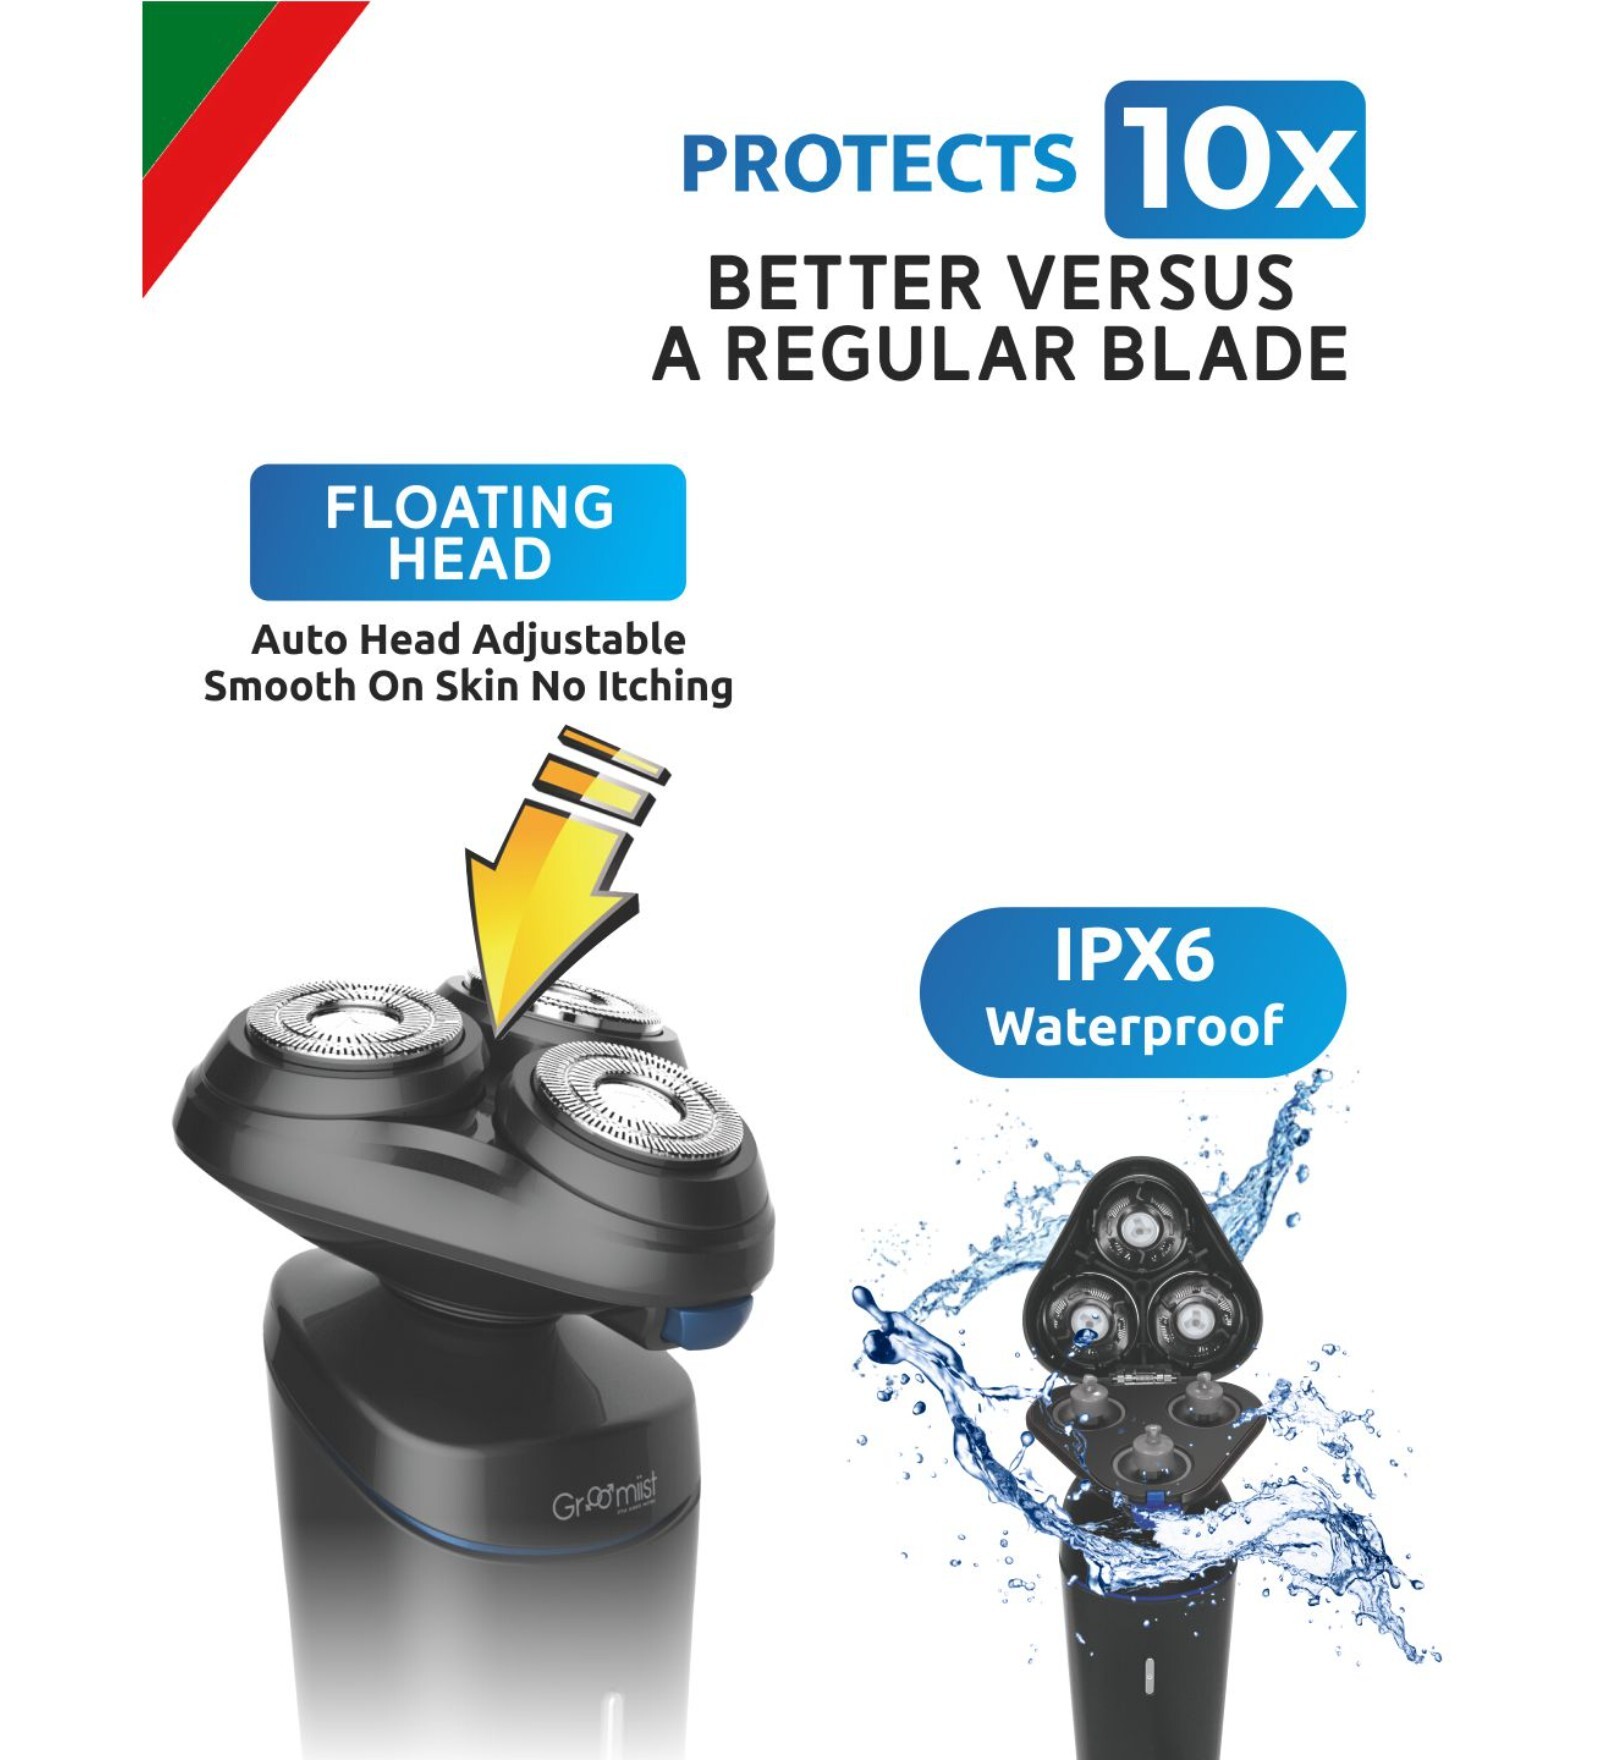 PROTECTS 10x
BETTER VERSUS
A REGULAR BLADE
FLOATING
HEAD
Auto Head Adjustable
Smooth On Skin No Itching
IPX6
Waterproof
Groomiist